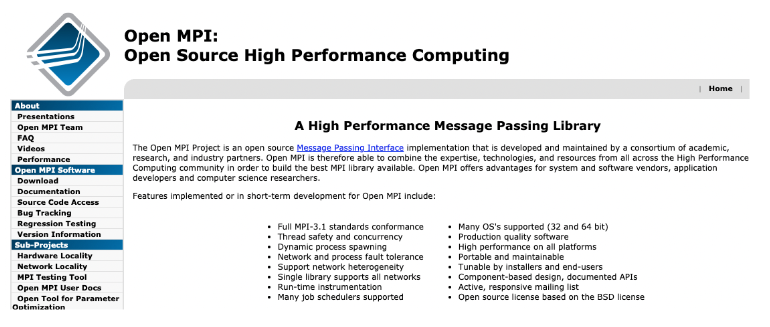 Open MPI:
Open Source High Performance Computing
| Home |
About
Presentations
Open MPI Team
FAQ
Videos
Performance
Open MPI Software
Download
Documentation
Source Code Access
Bug Tracking
Regression Testing
Version Information
Sub-Projects
Hardware Locality
Network Locality
MPI Testing Tool
Open MPI User Docs
Open Tool for Parameter
Optimization
A High Performance Message Passing Library
The Open MPI Project is an open source Message Passing Interface implementation that is developed and maintained by a consortium of academic,
research, and industry partners. Open MPI is therefore able to combine the expertise, technologies, and resources from all across the High Performance
Computing community in order to build the best MPI library available. Open MPI offers advantages for system and software vendors, application
developers and computer science researchers.
Features implemented or in short-term development for Open MPI include:
• Full MPI-3.1 standards conformance
• Thread safety and concurrency
• Dynamic process spawning
• Network and process fault tolerance
• Support network heterogeneity
• Single library supports all networks
• Run-time instrumentation
• Many job schedulers supported
• Many OS's supported (32 and 64 bit)
• Production quality software
• High performance on all platforms
• Portable and maintainable
• Tunable by installers and end-users
• Component-based design, documented APIs
• Active, responsive mailing list
• Open source license based on the BSD license